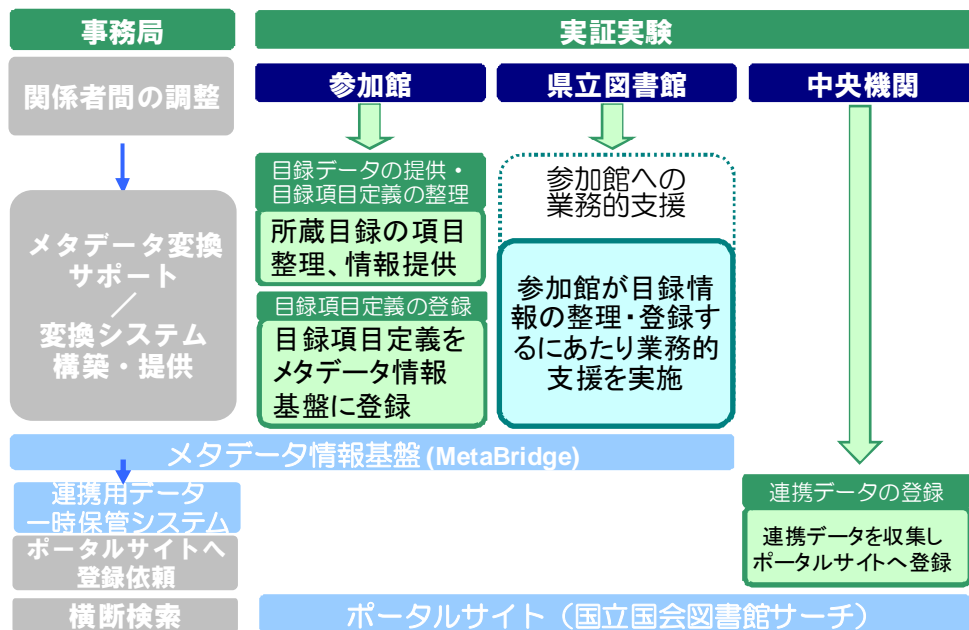 事務局
実証実験
関係者間の調整
参加館
県立図書館
中央機関
目録データの提供・
目録項目定義の整理
所蔵目録の項目
整理、情報提供
目録項目定義の登録
目録項目定義を
メタデータ情報
基盤に登録
参加館への
業務的支援
参加館が目録情
報の整理・登録す
るにあたり業務的
支援を実施
メタデータ変換
サポート
／
変換システム
構築・提供
メタデータ情報基盤 (MetaBridge)
連携用データ
一時保管システム
連携データの登録
連携データを収集し
ポータルサイトへ登録
ポータルサイトへ
登録依頼
横断検索
ポータルサイト（国立国会図書館サーチ）